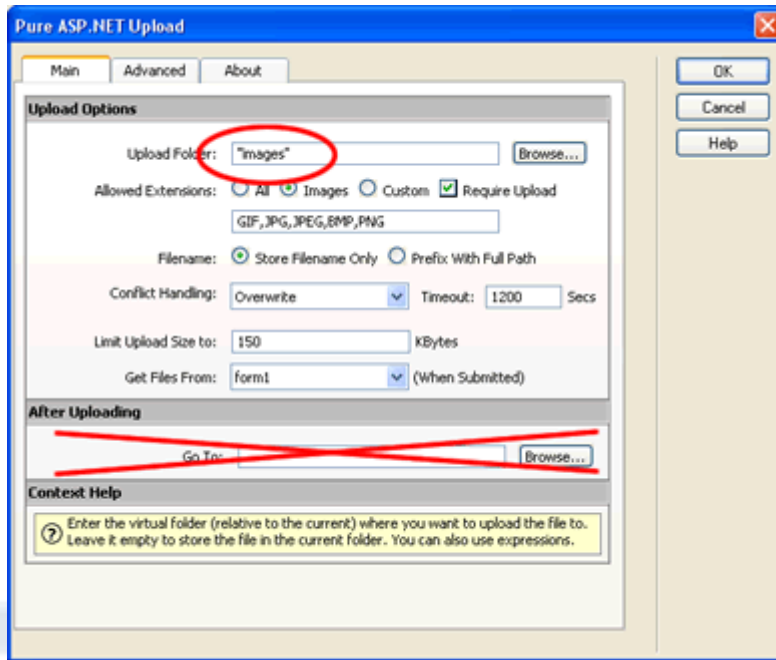 Pure ASP.NET Upload
Main Advanced About
OK
Cancel
Help
Upload Options
Upload Folder: "images" Browse...
Allowed Extensions: All Images Custom Require Upload
GIF,JPG,JPEG,BMP,PNG
Filename: Store Filename Only Prefix With Full Path
Conflict Handling: Overwrite Timeout: 1200 Secs
Limit Upload Size to: 150 KBytes
Get Files From: form1 (When Submitted)
After Uploading
Go To: Browse...
Context Help
Enter the virtual folder (relative to the current) where you want to upload the file to.
Leave it empty to store the file in the current folder. You can also use expressions.